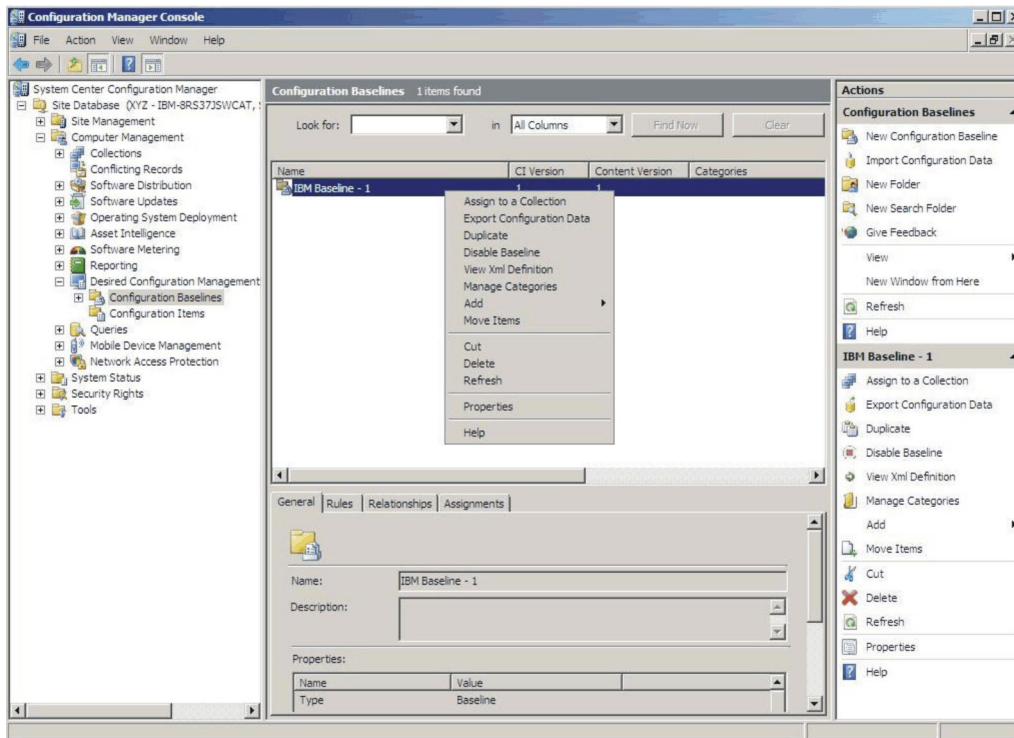 Configuration Manager Console
File Action View Window Help
System Center Configuration Manager
Site Database (XYZ - IBM-8RS37JSWCAT, :
Site Management
Computer Management
Collections
Conflicting Records
Software Distribution
Software Updates
Operating System Deployment
Asset Intelligence
Software Metering
Reporting
Desired Configuration Management
Configuration Baselines
Configuration Items
Queries
Mobile Device Management
Network Access Protection
System Status
Security Rights
Tools
Configuration Baselines 1 items found
Look for: in All Columns Find Now Clear
Name CI Version Content Version Categories
IBM Baseline - 1 1 1
Assign to a Collection
Export Configuration Data
Duplicate
Disable Baseline
View Xml Definition
Manage Categories
Add
Move Items
Cut
Delete
Refresh
Properties
Help
General Rules Relationships Assignments
Name: IBM Baseline - 1
Description:
Properties:
Name Value
Type Baseline
Actions
Configuration Baselines
New Configuration Baseline
Import Configuration Data
New Folder
New Search Folder
Give Feedback
View
New Window from Here
Refresh
Help
IBM Baseline - 1
Assign to a Collection
Export Configuration Data
Duplicate
Disable Baseline
View Xml Definition
Manage Categories
Add
Move Items
Cut
Delete
Refresh
Properties
Help